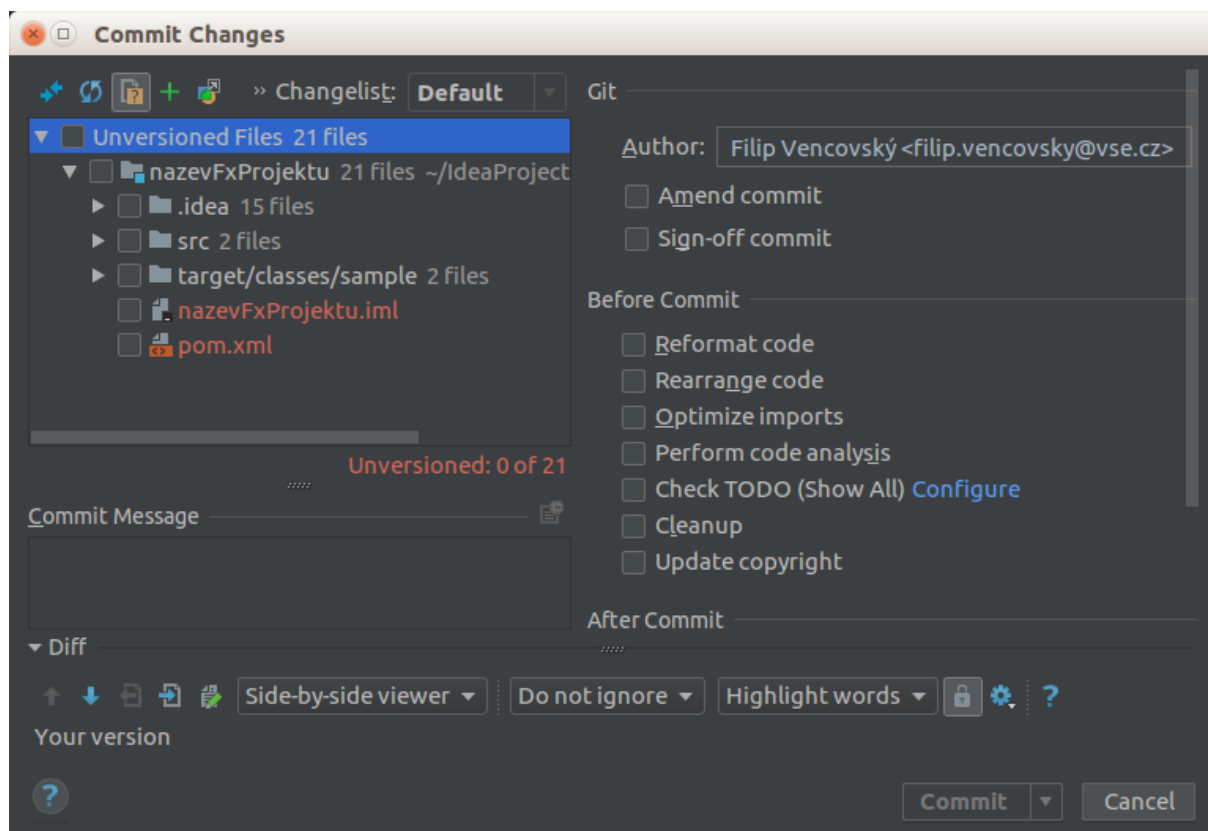 Commit Changes
» Changelist: Default
Unversioned Files 21 files
nazevFxProjektu 21 files ~/IdeaProject
.idea 15 files
src 2 files
target/classes/sample 2 files
nazevFxProjektu.iml
pom.xml
Unversioned: 0 of 21
Commit Message
Git
Author: Filip Vencovský <filip.vencovsky@vse.cz>
Amend commit
Sign-off commit
Before Commit
Reformat code
Rearrange code
Optimize imports
Perform code analysis
Check TODO (Show All) Configure
Cleanup
Update copyright
After Commit
Diff
Side-by-side viewer Do not ignore Highlight words ?
Your version
? Commit Cancel